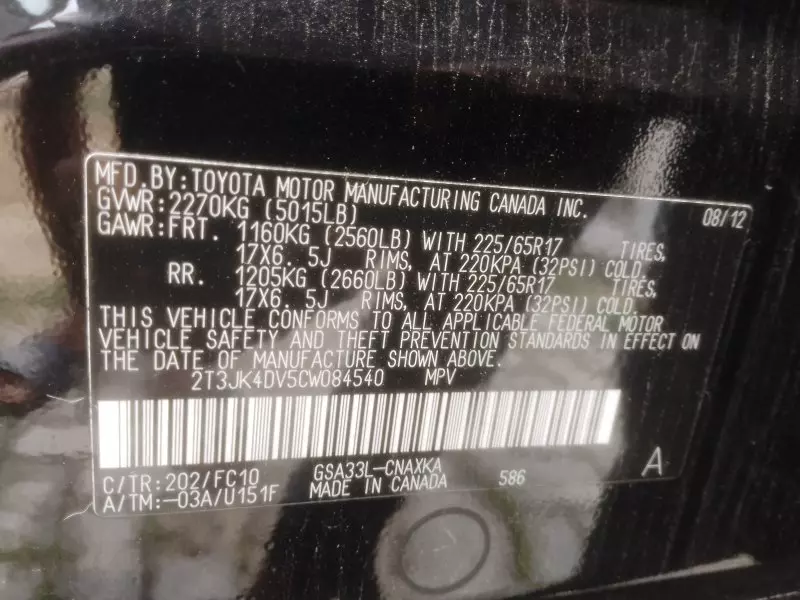 MFD.BY:TOYOTA MOTOR MANUFACTURING CANADA INC. 08/12
GVWR:2270KG (5015LB)
GAWR:FRT. 1160KG (2560LB) WITH 225/65R17 TIRES,
17X6. 5J RIMS, AT 220KPA (32PSI) COLD.
RR. 1205KG (2660LB) WITH 225/65R17 TIRES,
17X6. 5J RIMS, AT 220KPA (32PSI) COLD.
THIS VEHICLE CONFORMS TO ALL APPLICABLE FEDERAL MOTOR
VEHICLE SAFETY AND THEFT PREVENTION STANDARDS IN EFFECT ON
THE DATE OF MANUFACTURE SHOWN ABOVE.
2T3JK4DV5CW084540 MPV
C/TR:202/FC10 GSA33L-CNAXKA 586 A
A/TM:-03A/U151F MADE IN CANADA